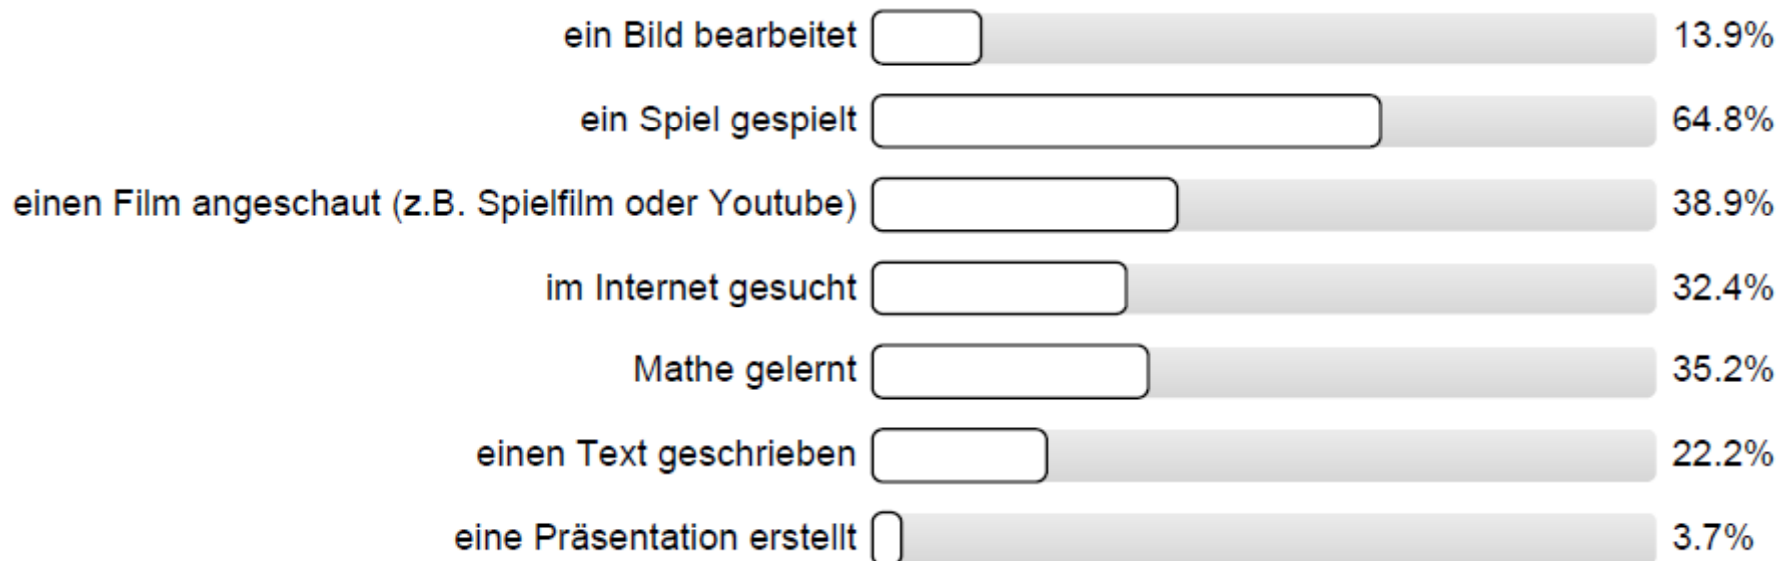 ein Bild bearbeitet 13.9%
ein Spiel gespielt 64.8%
einen Film angeschaut (z.B. Spielfilm oder Youtube) 38.9%
im Internet gesucht 32.4%
Mathe gelernt 35.2%
einen Text geschrieben 22.2%
eine Präsentation erstellt 3.7%